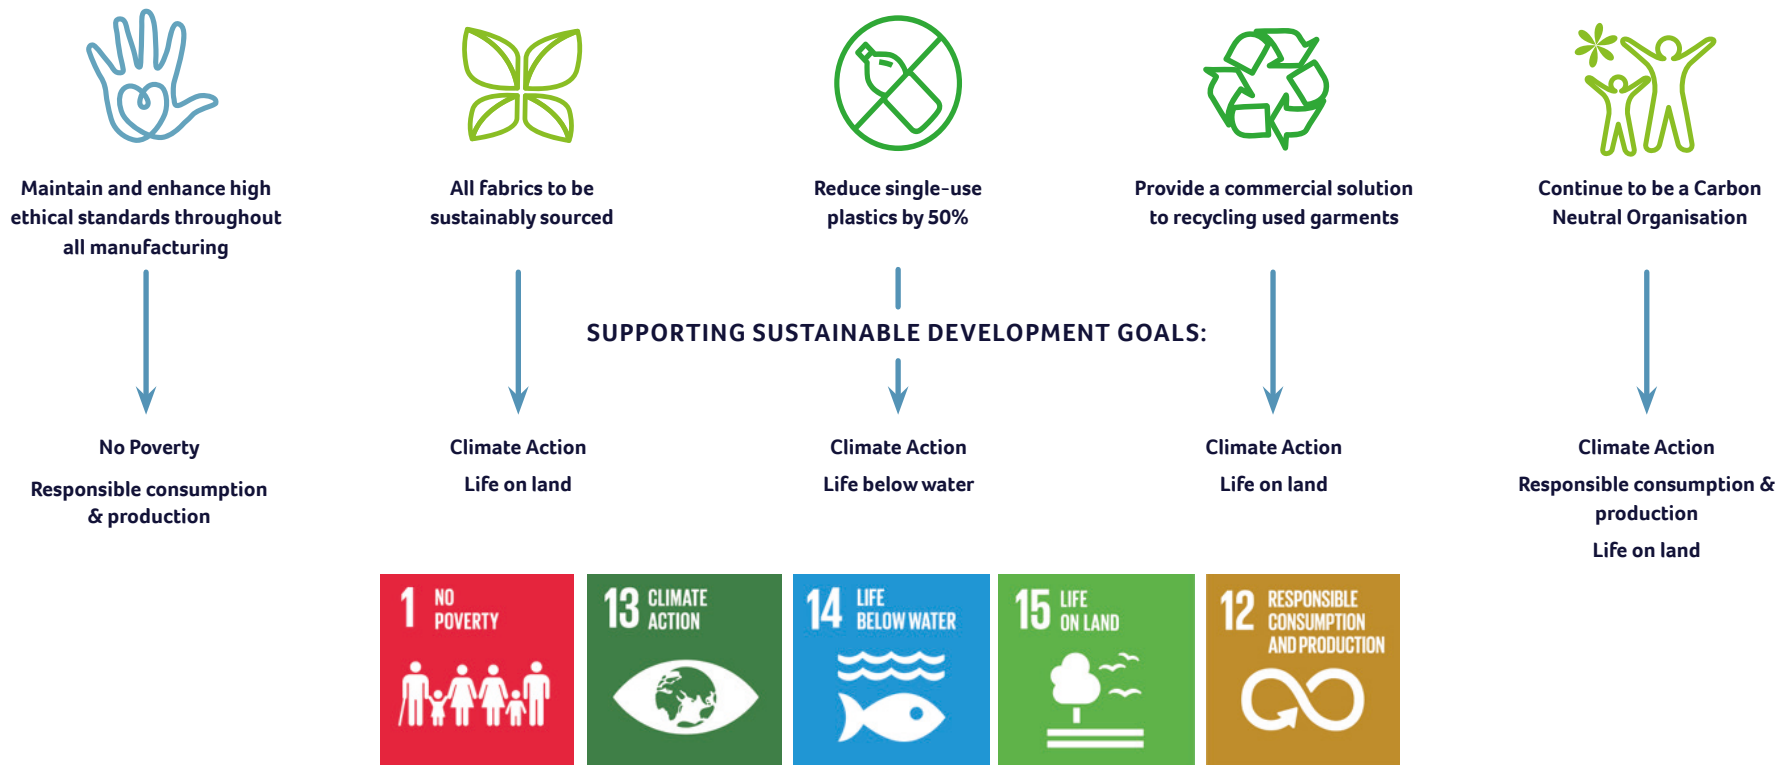 Maintain and enhance high
ethical standards throughout
all manufacturing
All fabrics to be
sustainably sourced
Reduce single-use
plastics by 50%
Provide a commercial solution
to recycling used garments
Continue to be a Carbon
Neutral Organisation
SUPPORTING SUSTAINABLE DEVELOPMENT GOALS:
No Poverty
Responsible consumption
& production
Climate Action
Life on land
Climate Action
Life below water
Climate Action
Life on land
Climate Action
Responsible consumption &
production
Life on land
1 NO
POVERTY
13 CLIMATE
ACTION
14 LIFE
BELOW WATER
15 LIFE
ON LAND
12 RESPONSIBLE
CONSUMPTION
AND PRODUCTION